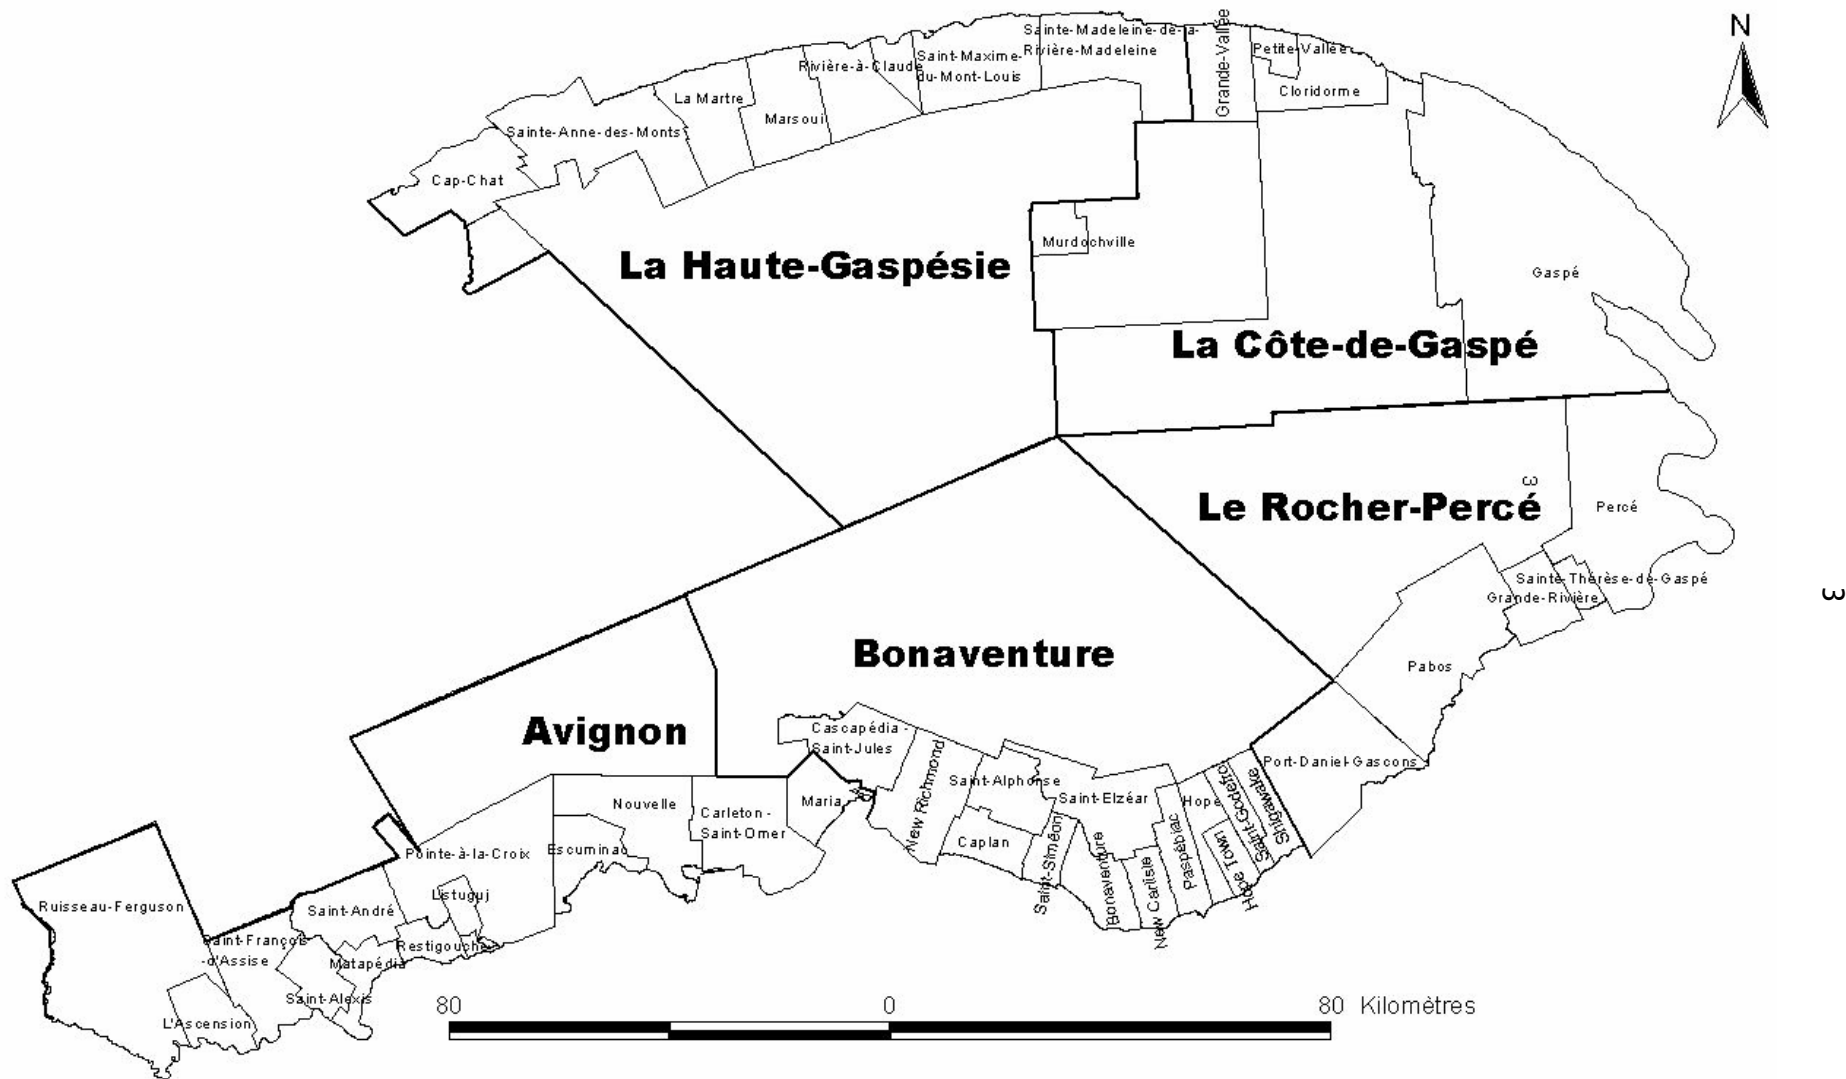 N
Sainte-Madeleine-de-la-
Rivière-Madeleine
Grande-Vallée
Petite-Vallée
Cloridorme
Saint-Maxime-
du-Mont-Louis
Rivière-à-Claude
La Martre
Marsoui
Sainte-Anne-des-Monts
Cap-Chat
Murdochville
La Haute-Gaspésie
Gaspé
La Côte-de-Gaspé
3
Le Rocher-Percé
Percé
Sainte-Thérèse-de-Gaspé
Grande-Rivière
3
Pabos
Bonaventure
Avignon
Port-Daniel-Gascons
Cascapédia -
Saint-Jules
New Richmond
Saint-Alphonse
Saint-Elzéar
Caplan
Saint-Siméon
Bonaventure
New Carlisle
Paspébiac
Hope
Hope Town
Saint-Godefroi
Shigawake
Maria
Carleton -
Saint-Omer
Nouvelle
Escuminac
Pointe-à-la-Croix
Listuguj
Restigouche
Saint-André
Matapédia
Ruisseau-Ferguson
Saint-François
-d'Assise
Saint-Alexis
L'Ascension
80 0 80 Kilomètres